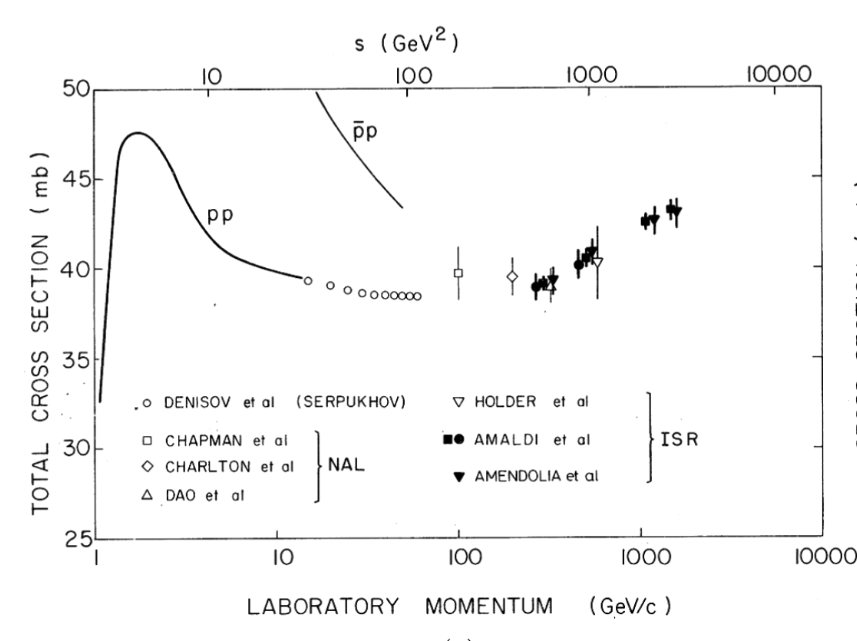 s (GeV²)
10 100 1000 10000
50
45
40
35
30
25
TOTAL CROSS SECTION (mb)
p̄p
pp
○ DENISOV et al (SERPUKHOV)
□ CHAPMAN et al
◇ CHARLTON et al
△ DAO et al
NAL
▽ HOLDER et al
■● AMALDI et al
▼ AMENDOLIA et al
ISR
1 10 100 1000 10000
LABORATORY MOMENTUM (GeV/c)